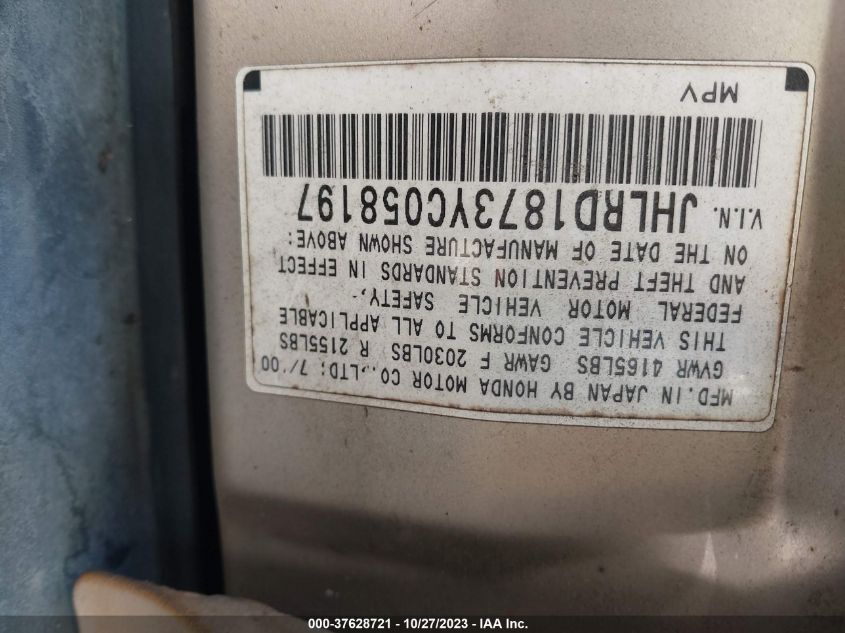 MFD. IN JAPAN BY HONDA MOTOR CO., LTD; 7/'00
GVWR 4165LBS GAWR F 2030LBS R 2155LBS
THIS VEHICLE CONFORMS TO ALL APPLICABLE
FEDERAL MOTOR VEHICLE SAFETY,
AND THEFT PREVENTION STANDARDS IN EFFECT
ON THE DATE OF MANUFACTURE SHOWN ABOVE:
V.I.N. JHLRD1873YC058197
MPV
000-37628721 - 10/27/2023 - IAA Inc.